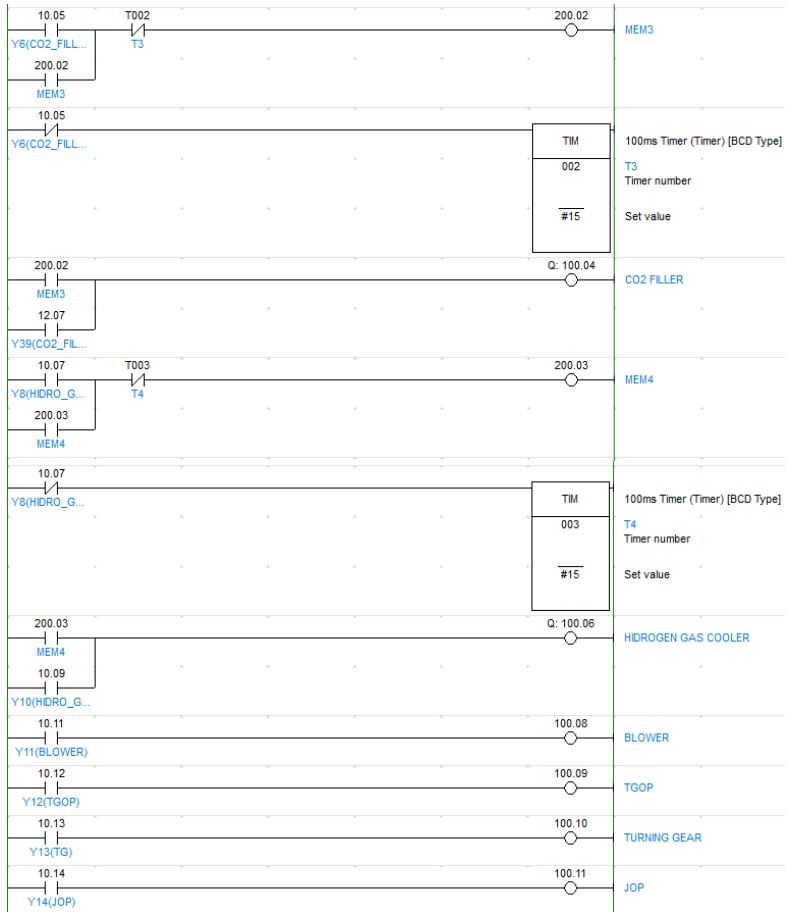 10.05 T002 200.02
MEM3
Y6(CO2_FILL... T3
200.02
MEM3
10.05
Y6(CO2_FILL...
TIM 100ms Timer (Timer) [BCD Type]
002 T3
Timer number
#15 Set value
200.02 Q: 100.04
CO2 FILLER
MEM3
12.07
Y39(CO2_FIL...
10.07 T003 200.03
MEM4
Y8(HIDRO_G... T4
200.03
MEM4
10.07
Y8(HIDRO_G...
TIM 100ms Timer (Timer) [BCD Type]
003 T4
Timer number
#15 Set value
200.03 Q: 100.06
HIDROGEN GAS COOLER
MEM4
10.09
Y10(HIDRO_G...
10.11 100.08
BLOWER
Y11(BLOWER)
10.12 100.09
TGOP
Y12(TGOP)
10.13 100.10
TURNING GEAR
Y13(TG)
10.14 100.11
JOP
Y14(JOP)